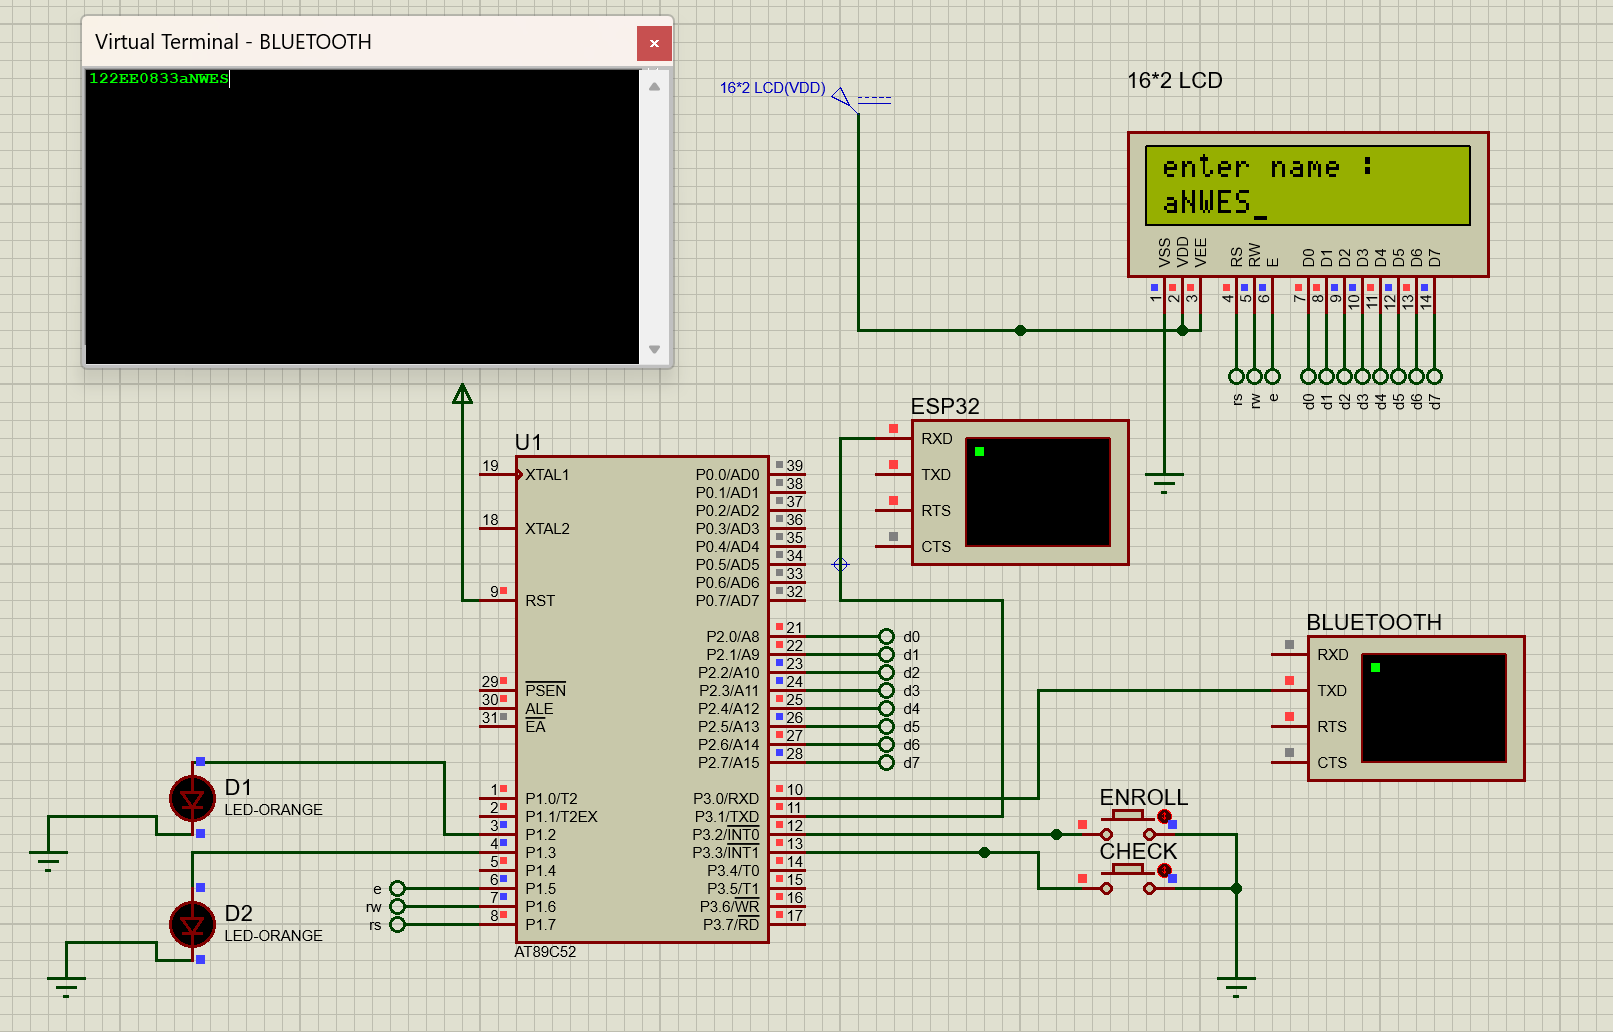 Virtual Terminal - BLUETOOTH
x
122EE0833aNWES
16*2 LCD(VDD)
16*2 LCD
enter name :
aNWES_
VSS VDD VEE RS RW E D0 D1 D2 D3 D4 D5 D6 D7
1 2 3 4 5 6 7 8 9 10 11 12 13 14
rs rw e d0 d1 d2 d3 d4 d5 d6 d7
ESP32
RXD
TXD
RTS
CTS
U1
19 XTAL1 P0.0/AD0 39
P0.1/AD1 38
P0.2/AD2 37
18 XTAL2 P0.3/AD3 36
P0.4/AD4 35
P0.5/AD5 34
P0.6/AD6 33
9 RST P0.7/AD7 32
P2.0/A8 21 d0
P2.1/A9 22 d1
P2.2/A10 23 d2
29 PSEN P2.3/A11 24 d3
30 ALE P2.4/A12 25 d4
31 EA P2.5/A13 26 d5
P2.6/A14 27 d6
P2.7/A15 28 d7
1 P1.0/T2 P3.0/RXD 10
2 P1.1/T2EX P3.1/TXD 11
3 P1.2 P3.2/INT0 12
4 P1.3 P3.3/INT1 13
5 P1.4 P3.4/T0 14
e 6 P1.5 P3.5/T1 15
rw 7 P1.6 P3.6/WR 16
rs 8 P1.7 P3.7/RD 17
AT89C52
BLUETOOTH
RXD
TXD
RTS
CTS
ENROLL
CHECK
D1
LED-ORANGE
D2
LED-ORANGE